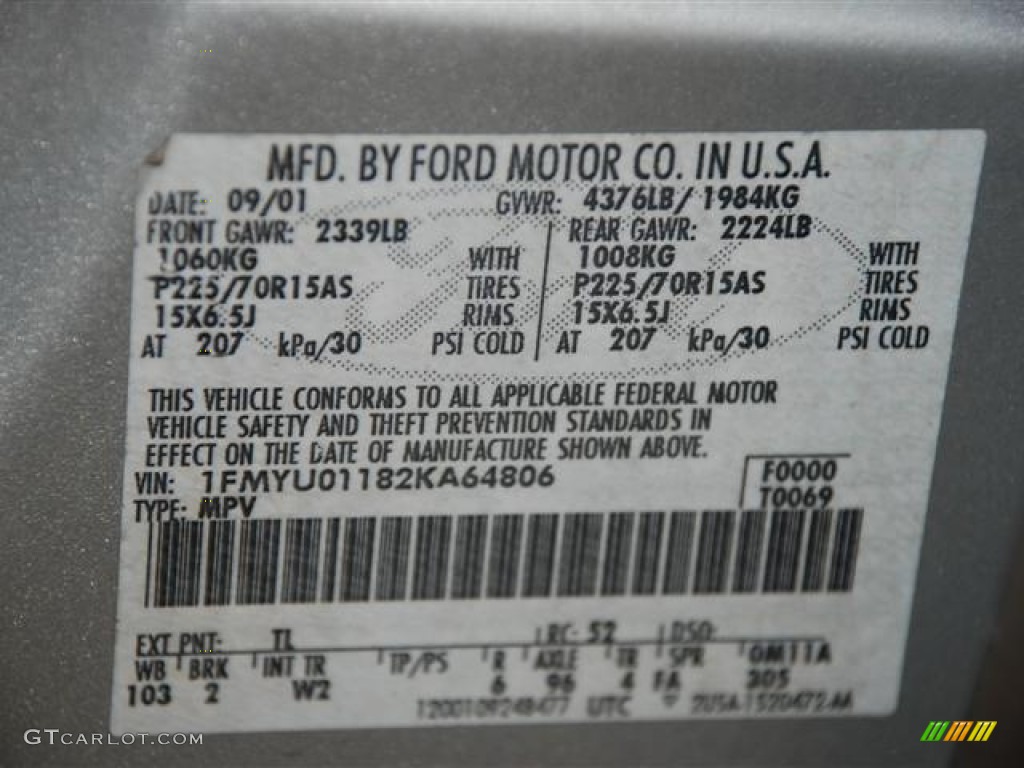 MFD. BY FORD MOTOR CO. IN U.S.A.
DATE: 09/01 GVWR: 4376LB/ 1984KG
FRONT GAWR: 2339LB REAR GAWR: 2224LB
1060KG WITH 1008KG WITH
P225/70R15AS TIRES P225/70R15AS TIRES
15X6.5J RIMS 15X6.5J RIMS
AT 207 kPa/30 PSI COLD AT 207 kPa/30 PSI COLD
THIS VEHICLE CONFORMS TO ALL APPLICABLE FEDERAL MOTOR
VEHICLE SAFETY AND THEFT PREVENTION STANDARDS IN
EFFECT ON THE DATE OF MANUFACTURE SHOWN ABOVE.
VIN: 1FMYU01182KA64806 F0000
TYPE: MPV T0069
EXT PNT: TL RC: 52 DSO:
WB BRK INT TR TP/PS R AXLE TR SPR 0M11A
103 2 W2 6 96 4 FA 305
UTC
GTCARLOT.COM